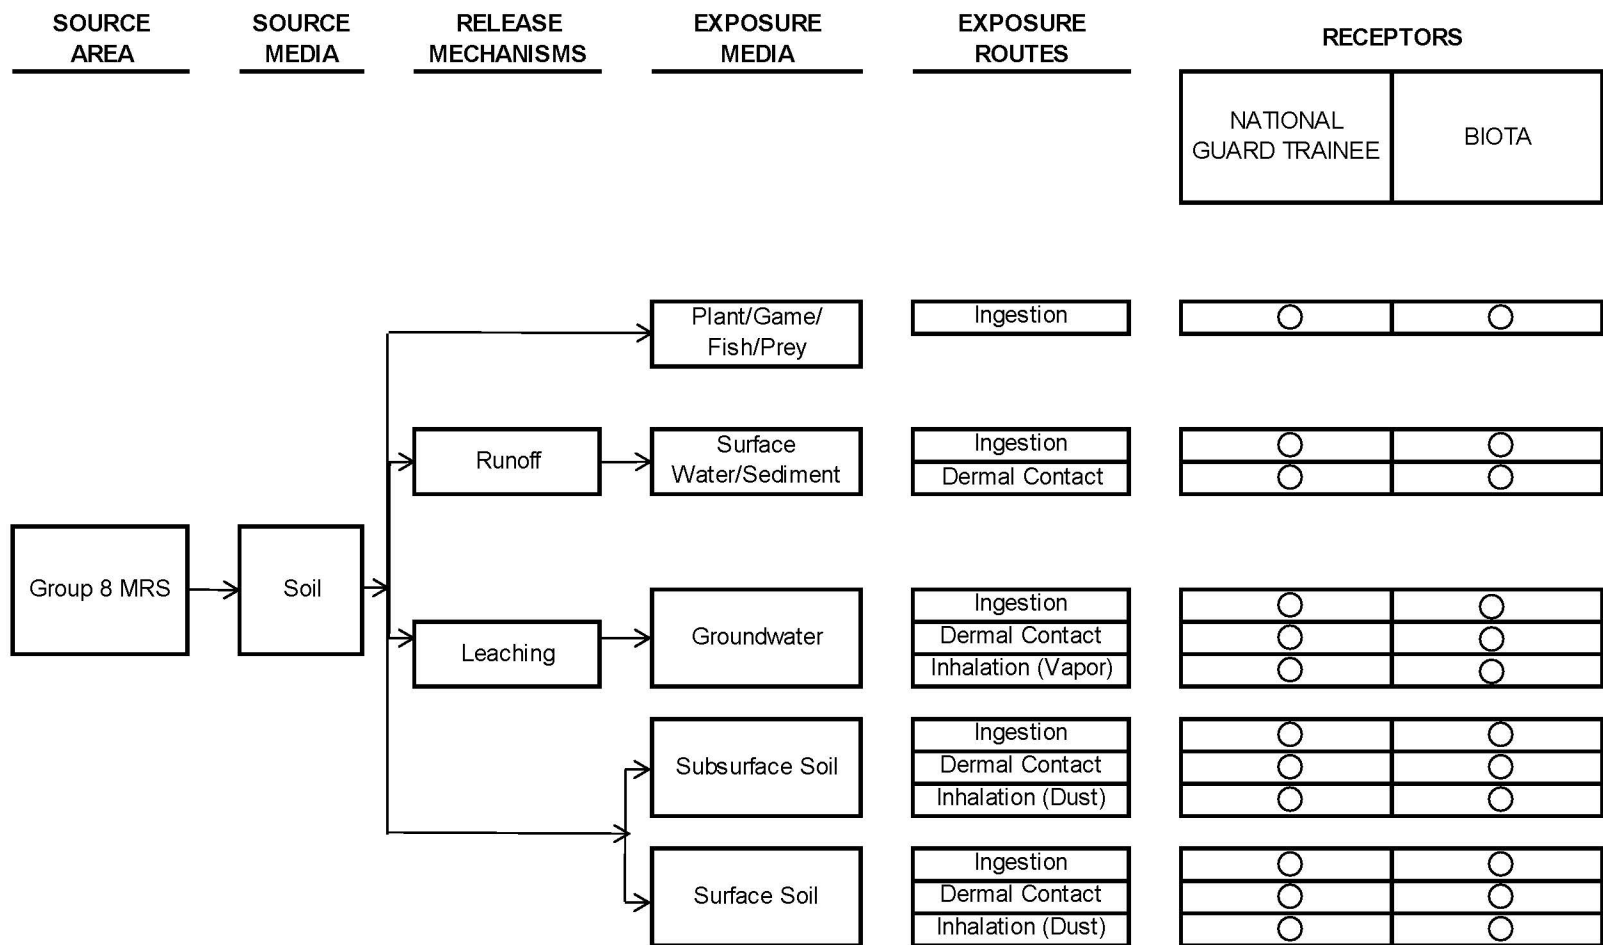 SOURCE
AREA
SOURCE
MEDIA
RELEASE
MECHANISMS
EXPOSURE
MEDIA
EXPOSURE
ROUTES
RECEPTORS
NATIONAL
GUARD TRAINEE
BIOTA
Plant/Game/
Fish/Prey
Ingestion
Runoff
Surface
Water/Sediment
Ingestion
Dermal Contact
Group 8 MRS
Soil
Leaching
Groundwater
Ingestion
Dermal Contact
Inhalation (Vapor)
Subsurface Soil
Ingestion
Dermal Contact
Inhalation (Dust)
Surface Soil
Ingestion
Dermal Contact
Inhalation (Dust)